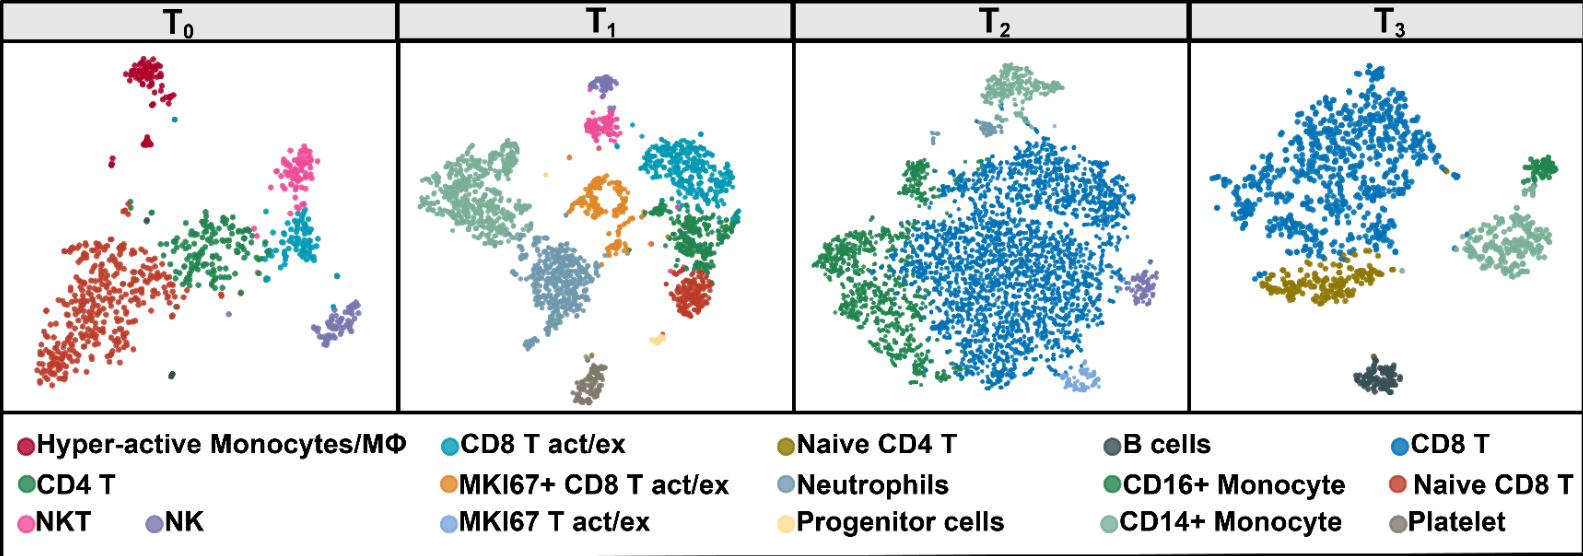 T0 T1 T2 T3
Hyper-active Monocytes/MΦ CD8 T act/ex Naive CD4 T B cells CD8 T
CD4 T MKI67+ CD8 T act/ex Neutrophils CD16+ Monocyte Naive CD8 T
NKT NK MKI67 T act/ex Progenitor cells CD14+ Monocyte Platelet